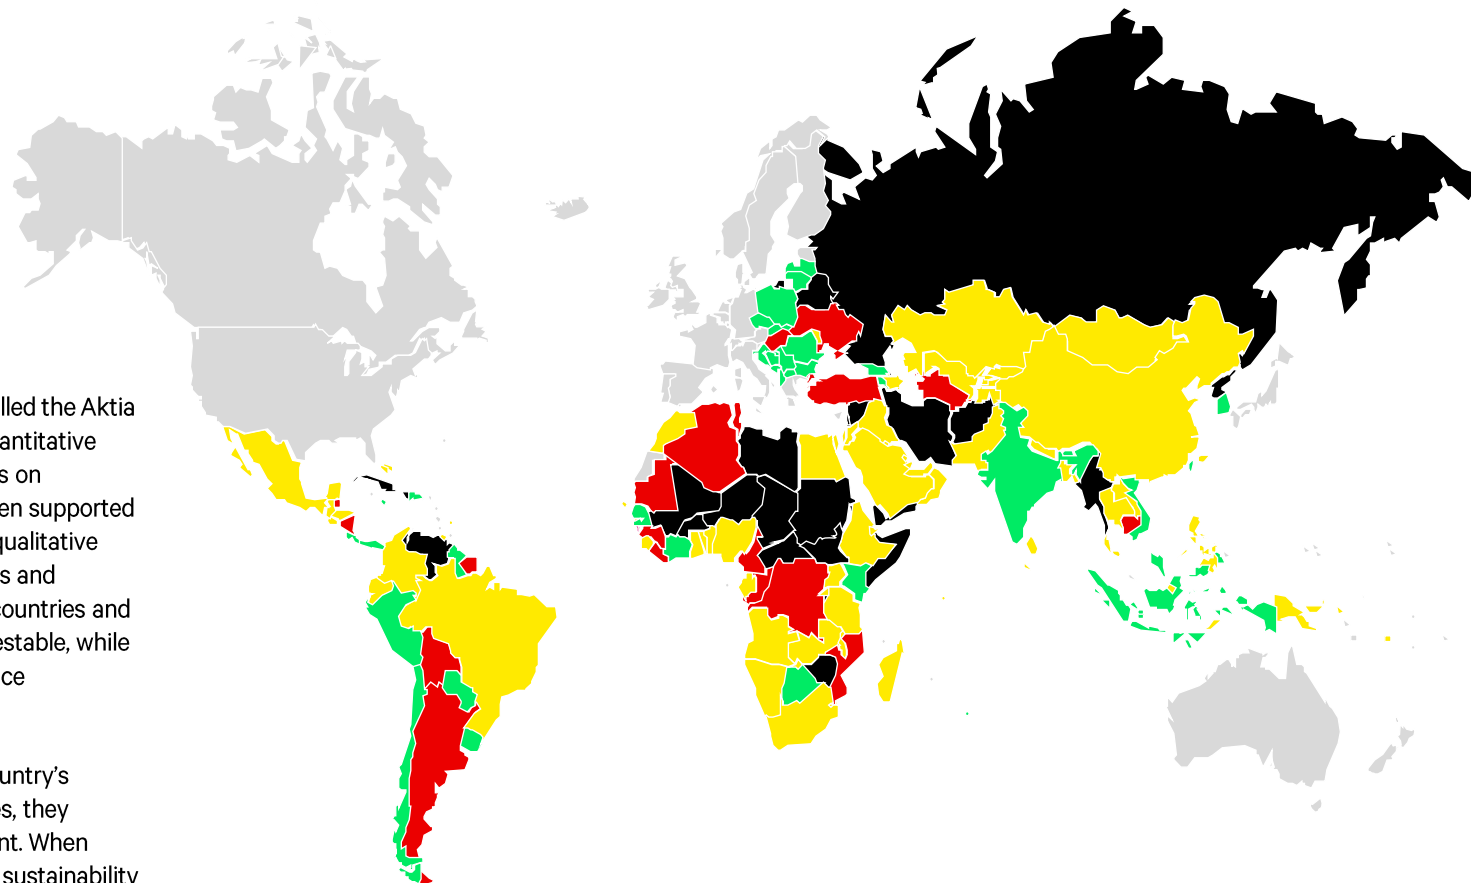 lled the Aktia
antitative
s on
en supported
qualitative
s and
countries and
estable, while
ce
untry's
s, they
nt. When
sustainability